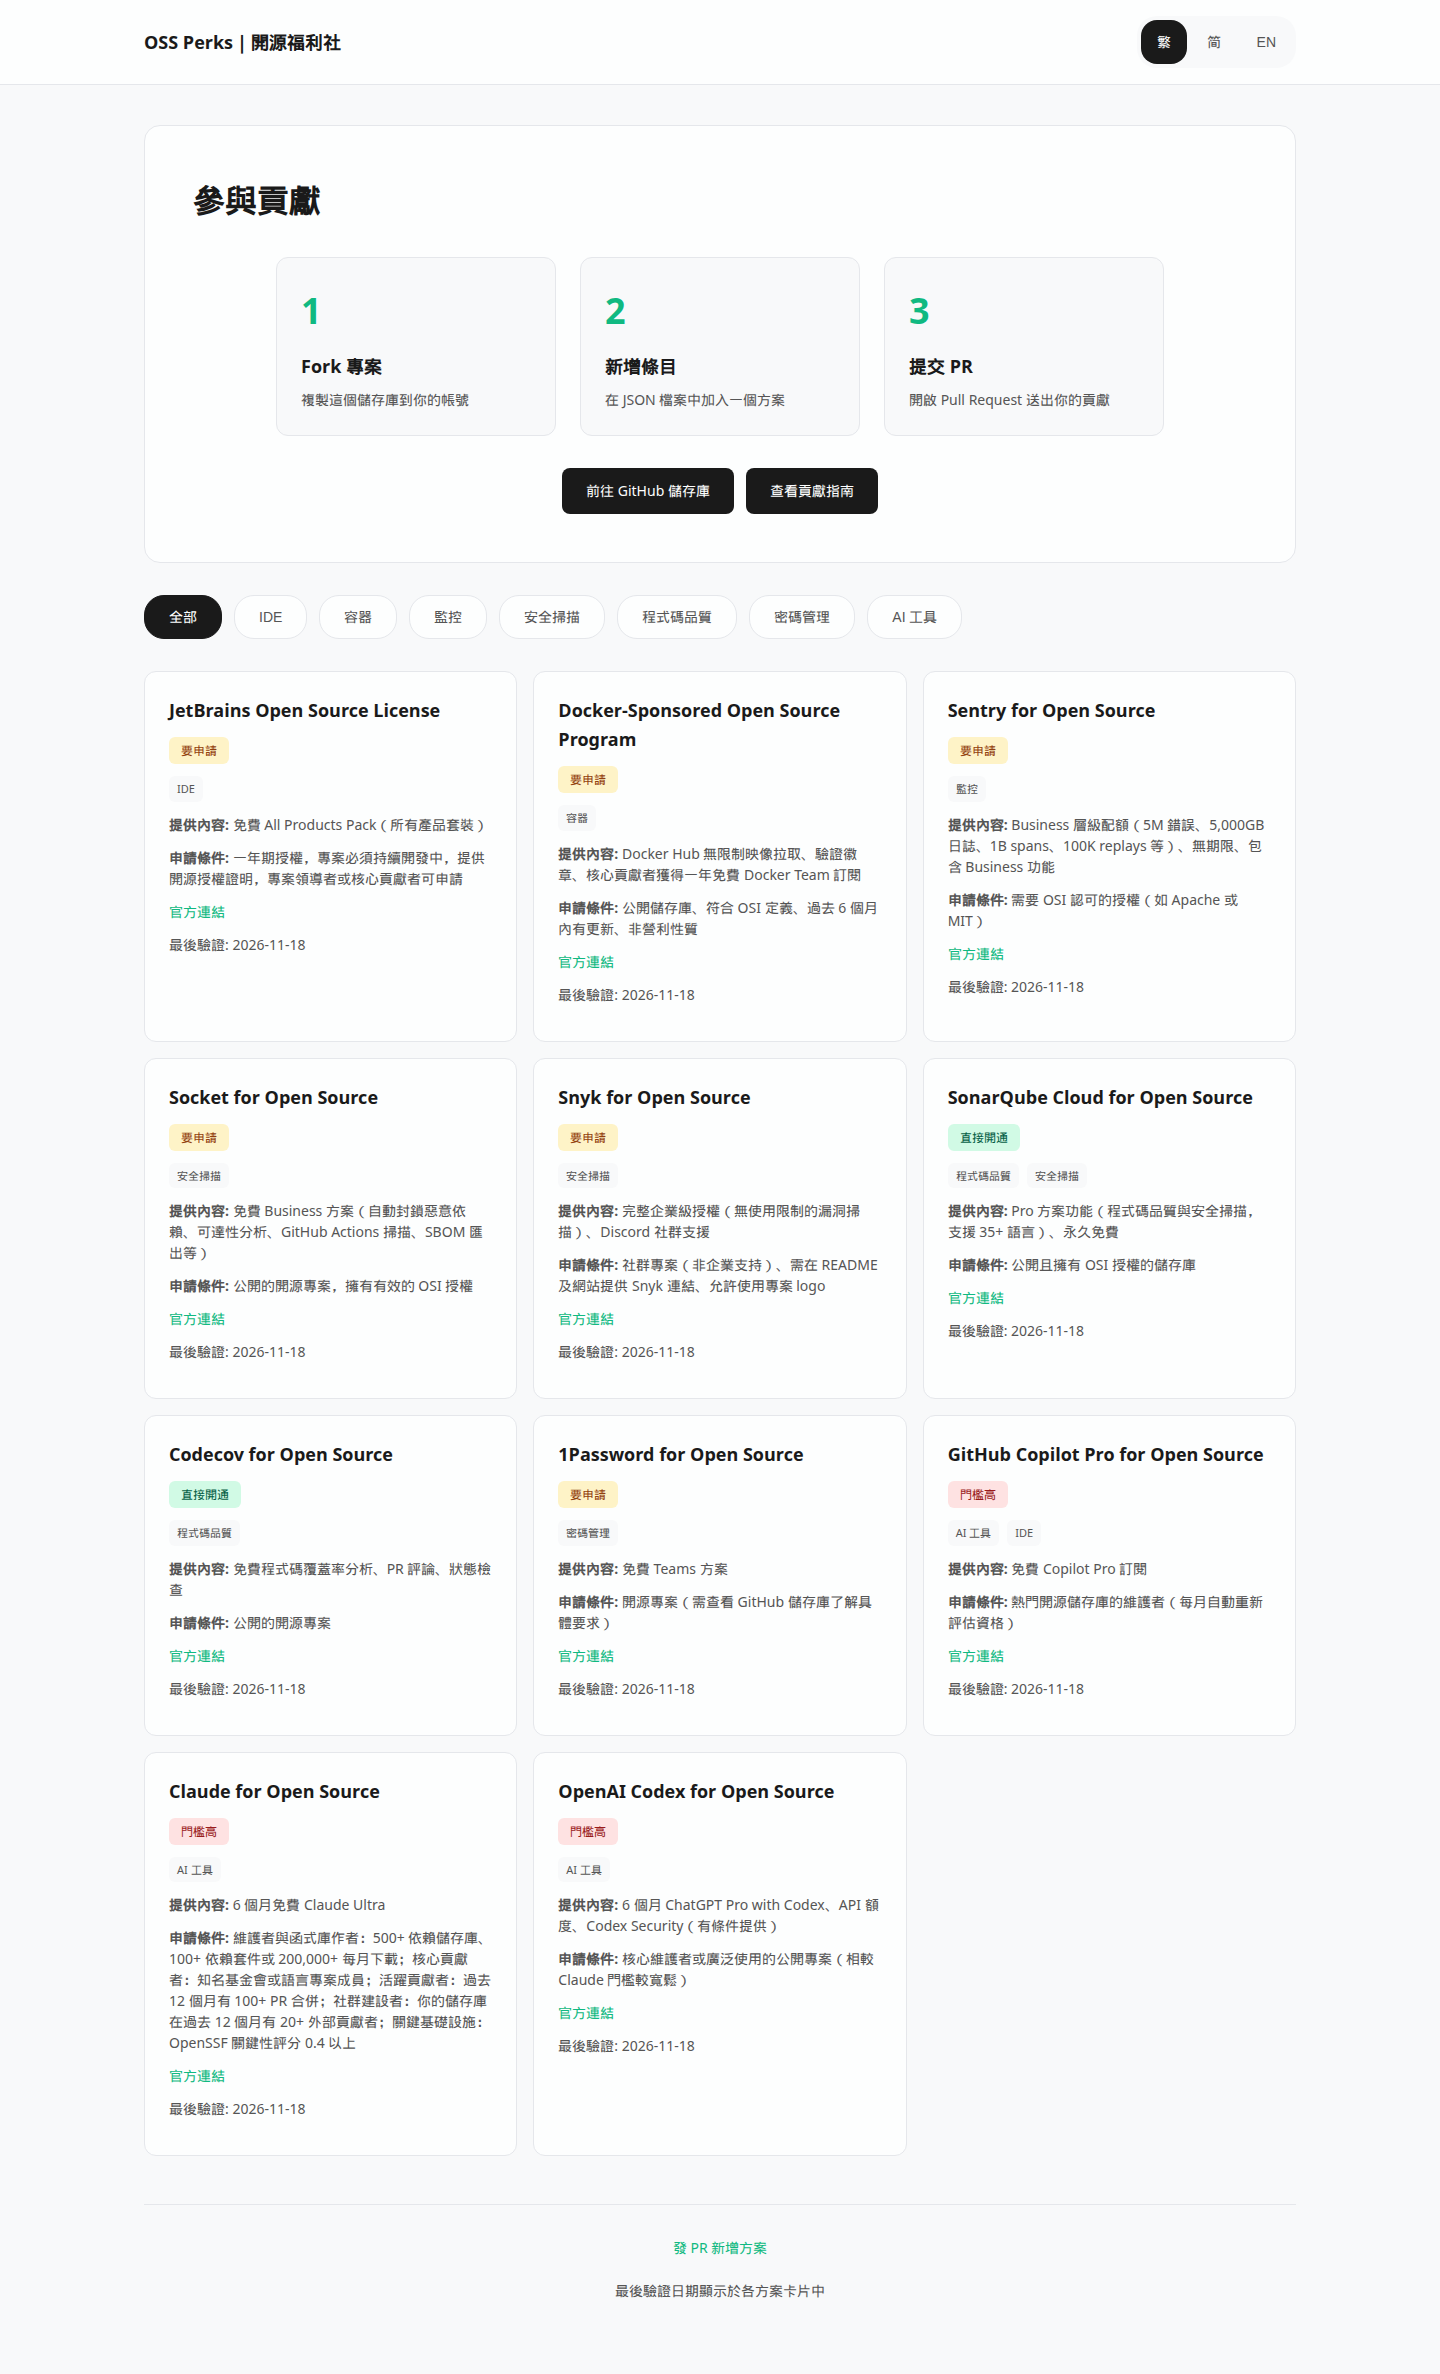 OSS Perks | 開源福利社
繁
简
EN
參與貢獻
1
Fork 專案
複製這個儲存庫到你的帳號
2
新增條目
在 JSON 檔案中加入一個方案
3
提交 PR
開啟 Pull Request 送出你的貢獻
前往 GitHub 儲存庫
查看貢獻指南
全部
IDE
容器
監控
安全掃描
程式碼品質
密碼管理
AI 工具
JetBrains Open Source License
要申請
IDE
提供內容: 免費 All Products Pack（所有產品套裝）
申請條件: 一年期授權，專案必須持續開發中，提供
開源授權證明，專案領導者或核心貢獻者可申請
官方連結
最後驗證: 2026-11-18
Docker-Sponsored Open Source
Program
要申請
容器
提供內容: Docker Hub 無限制映像拉取、驗證徽
章、核心貢獻者獲得一年免費 Docker Team 訂閱
申請條件: 公開儲存庫、符合 OSI 定義、過去 6 個月
內有更新、非營利性質
官方連結
最後驗證: 2026-11-18
Sentry for Open Source
要申請
監控
提供內容: Business 層級配額（5M 錯誤、5,000GB
日誌、1B spans、100K replays 等）、無期限、包
含 Business 功能
申請條件: 需要 OSI 認可的授權（如 Apache 或
MIT）
官方連結
最後驗證: 2026-11-18
Socket for Open Source
要申請
安全掃描
提供內容: 免費 Business 方案（自動封鎖惡意依
賴、可達性分析、GitHub Actions 掃描、SBOM 匯
出等）
申請條件: 公開的開源專案，擁有有效的 OSI 授權
官方連結
最後驗證: 2026-11-18
Snyk for Open Source
要申請
安全掃描
提供內容: 完整企業級授權（無使用限制的漏洞掃
描）、Discord 社群支援
申請條件: 社群專案（非企業支持）、需在 README
及網站提供 Snyk 連結、允許使用專案 logo
官方連結
最後驗證: 2026-11-18
SonarQube Cloud for Open Source
直接開通
程式碼品質
安全掃描
提供內容: Pro 方案功能（程式碼品質與安全掃描，
支援 35+ 語言）、永久免費
申請條件: 公開且擁有 OSI 授權的儲存庫
官方連結
最後驗證: 2026-11-18
Codecov for Open Source
直接開通
程式碼品質
提供內容: 免費程式碼覆蓋率分析、PR 評論、狀態檢
查
申請條件: 公開的開源專案
官方連結
最後驗證: 2026-11-18
1Password for Open Source
要申請
密碼管理
提供內容: 免費 Teams 方案
申請條件: 開源專案（需查看 GitHub 儲存庫了解具
體要求）
官方連結
最後驗證: 2026-11-18
GitHub Copilot Pro for Open Source
門檻高
AI 工具
IDE
提供內容: 免費 Copilot Pro 訂閱
申請條件: 熱門開源儲存庫的維護者（每月自動重新
評估資格）
官方連結
最後驗證: 2026-11-18
Claude for Open Source
門檻高
AI 工具
提供內容: 6 個月免費 Claude Ultra
申請條件: 維護者與函式庫作者：500+ 依賴儲存庫、
100+ 依賴套件或 200,000+ 每月下載；核心貢獻
者：知名基金會或語言專案成員；活躍貢獻者：過去
12 個月有 100+ PR 合併；社群建設者：你的儲存庫
在過去 12 個月有 20+ 外部貢獻者；關鍵基礎設施：
OpenSSF 關鍵性評分 0.4 以上
官方連結
最後驗證: 2026-11-18
OpenAI Codex for Open Source
門檻高
AI 工具
提供內容: 6 個月 ChatGPT Pro with Codex、API 額
度、Codex Security（有條件提供）
申請條件: 核心維護者或廣泛使用的公開專案（相較
Claude 門檻較寬鬆）
官方連結
最後驗證: 2026-11-18
發 PR 新增方案
最後驗證日期顯示於各方案卡片中